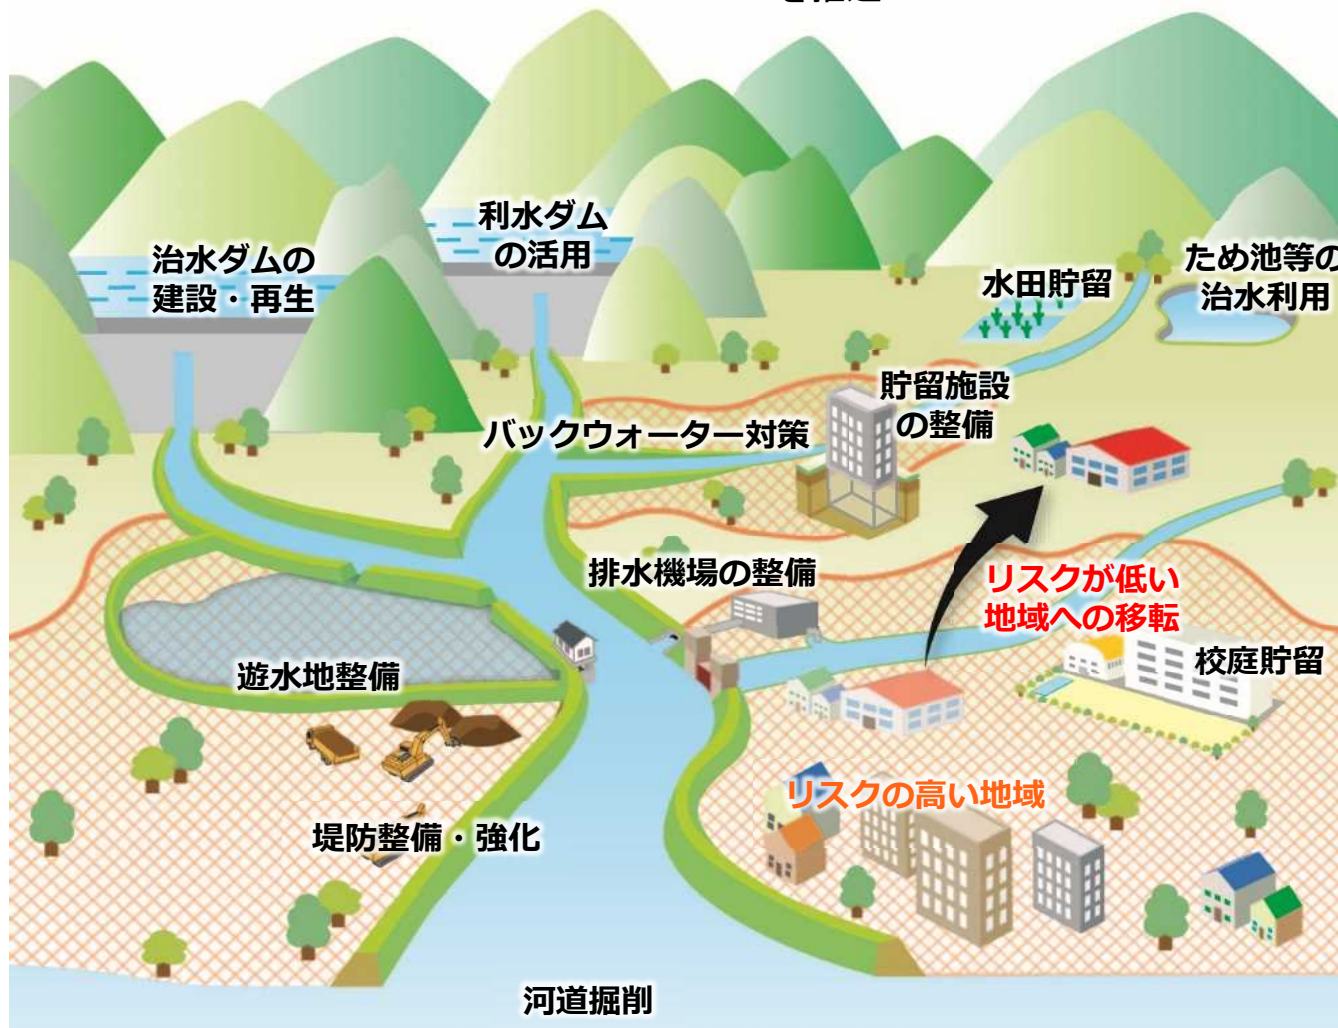 利水ダム
の活用
治水ダムの
建設・再生
ため池等の
治水利用
水田貯留
貯留施設
の整備
バックウォーター対策
排水機場の整備
リスクが低い
地域への移転
校庭貯留
遊水地整備
リスクの高い地域
堤防整備・強化
河道掘削